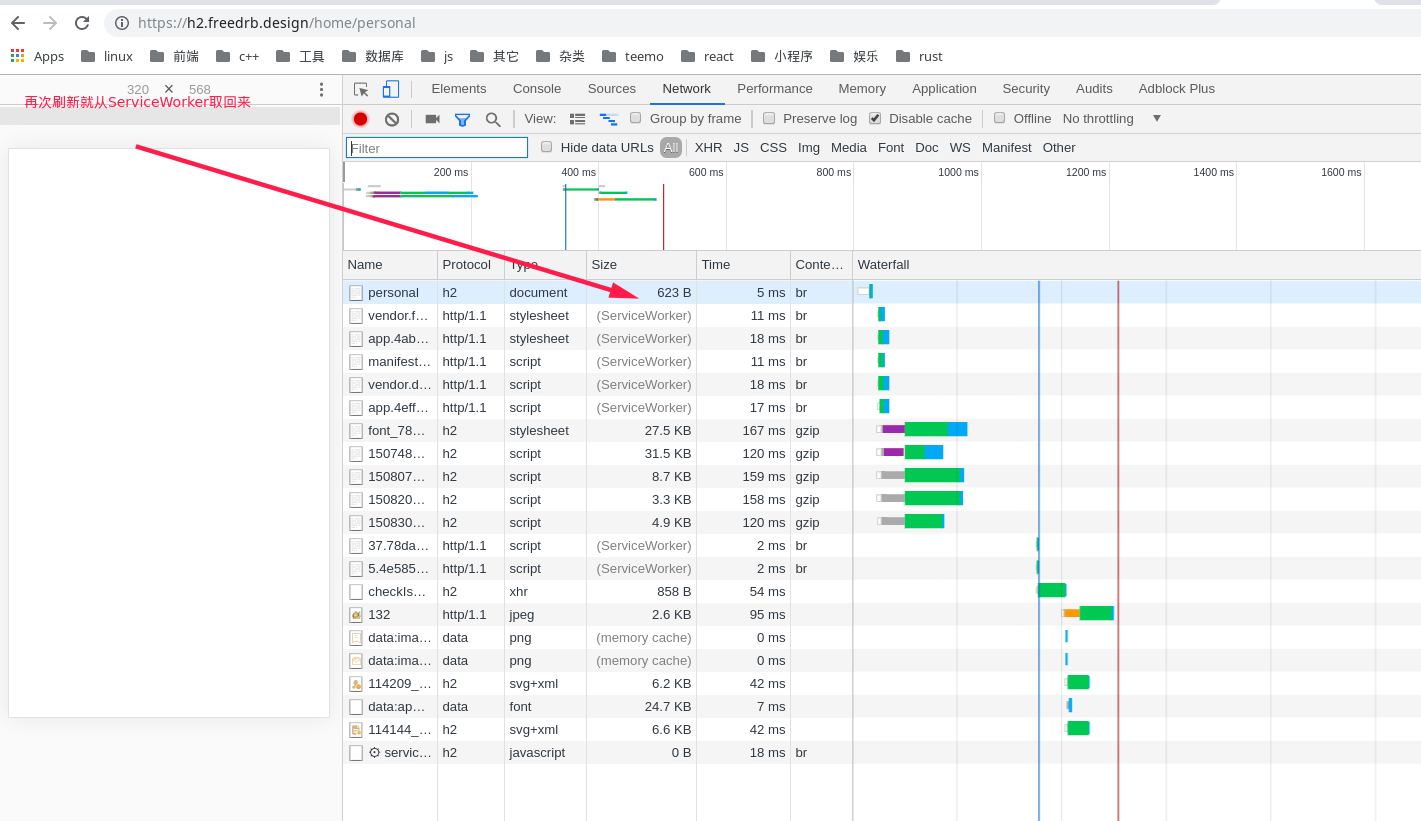 https://h2.freedrb.design/home/personal
Apps linux 前端 c++ 工具 数据库 js 其它 杂类 teemo react 小程序 娱乐 rust
320 × 568
再次刷新就从ServiceWorker取回来
Elements Console Sources Network Performance Memory Application Security Audits Adblock Plus
View: Group by frame Preserve log Disable cache Offline No throttling
Filter Hide data URLs All XHR JS CSS Img Media Font Doc WS Manifest Other
200 ms 400 ms 600 ms 800 ms 1000 ms 1200 ms 1400 ms 1600 ms
Name Protocol Type Size Time Conte… Waterfall
personal h2 document 623 B 5 ms br
vendor.f… http/1.1 stylesheet (ServiceWorker) 11 ms br
app.4ab… http/1.1 stylesheet (ServiceWorker) 18 ms br
manifest… http/1.1 script (ServiceWorker) 11 ms br
vendor.d… http/1.1 script (ServiceWorker) 18 ms br
app.4eff… http/1.1 script (ServiceWorker) 17 ms br
font_78… h2 stylesheet 27.5 KB 167 ms gzip
150748… h2 script 31.5 KB 120 ms gzip
150807… h2 script 8.7 KB 159 ms gzip
150820… h2 script 3.3 KB 158 ms gzip
150830… h2 script 4.9 KB 120 ms gzip
37.78da… http/1.1 script (ServiceWorker) 2 ms br
5.4e585… http/1.1 script (ServiceWorker) 2 ms br
checkIs… h2 xhr 858 B 54 ms
132 http/1.1 jpeg 2.6 KB 95 ms
data:ima… data png (memory cache) 0 ms
data:ima… data png (memory cache) 0 ms
114209_… h2 svg+xml 6.2 KB 42 ms
data:ap… data font 24.7 KB 7 ms
114144_… h2 svg+xml 6.6 KB 42 ms
servic… h2 javascript 0 B 18 ms br